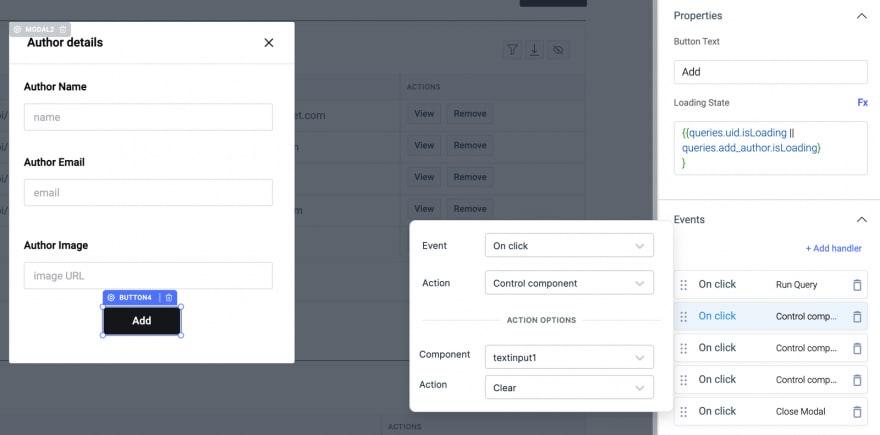 MODAL2
Author details
Author Name
name
Author Email
email
Author Image
image URL
BUTTON4
Add
ACTIONS
et.com
View
Remove
View
Remove
View
Remove
View
Remove
ACTIONS
Event
On click
Action
Control component
ACTION OPTIONS
Component
textinput1
Action
Clear
Properties
Button Text
Add
Loading State
Fx
{{queries.uid.isLoading ||
queries.add_author.isLoading}
}
Events
+ Add handler
On click
Run Query
On click
Control comp...
On click
Control comp...
On click
Control comp...
On click
Close Modal